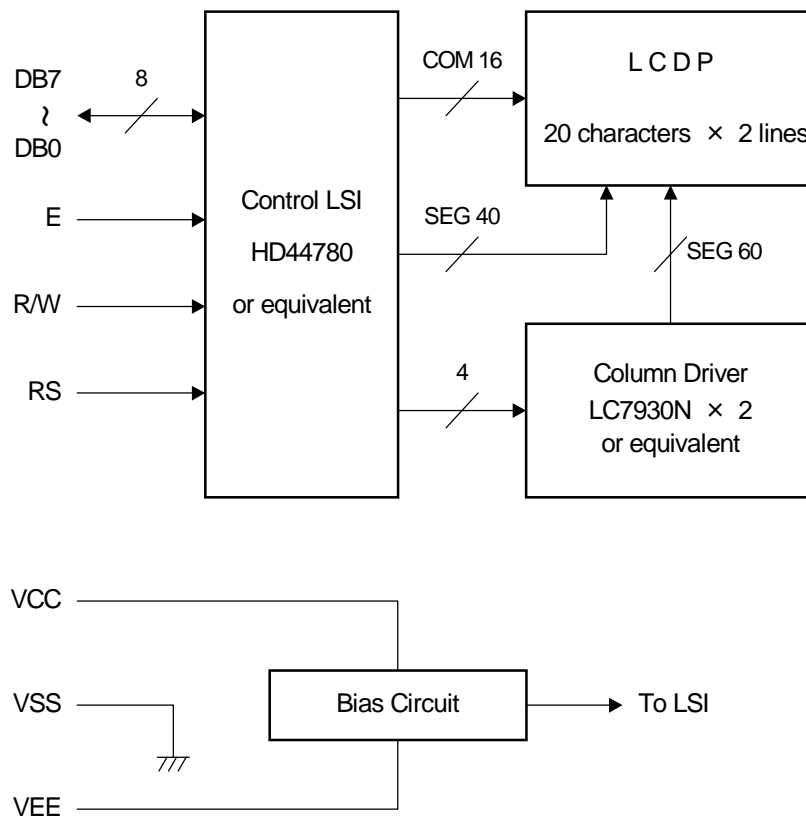 DB7
~
DB0
8
E
R/W
RS
Control LSI
HD44780
or equivalent
COM 16
SEG 40
4
L C D P
20 characters × 2 lines
SEG 60
Column Driver
LC7930N × 2
or equivalent
VCC
VSS
VEE
Bias Circuit
To LSI